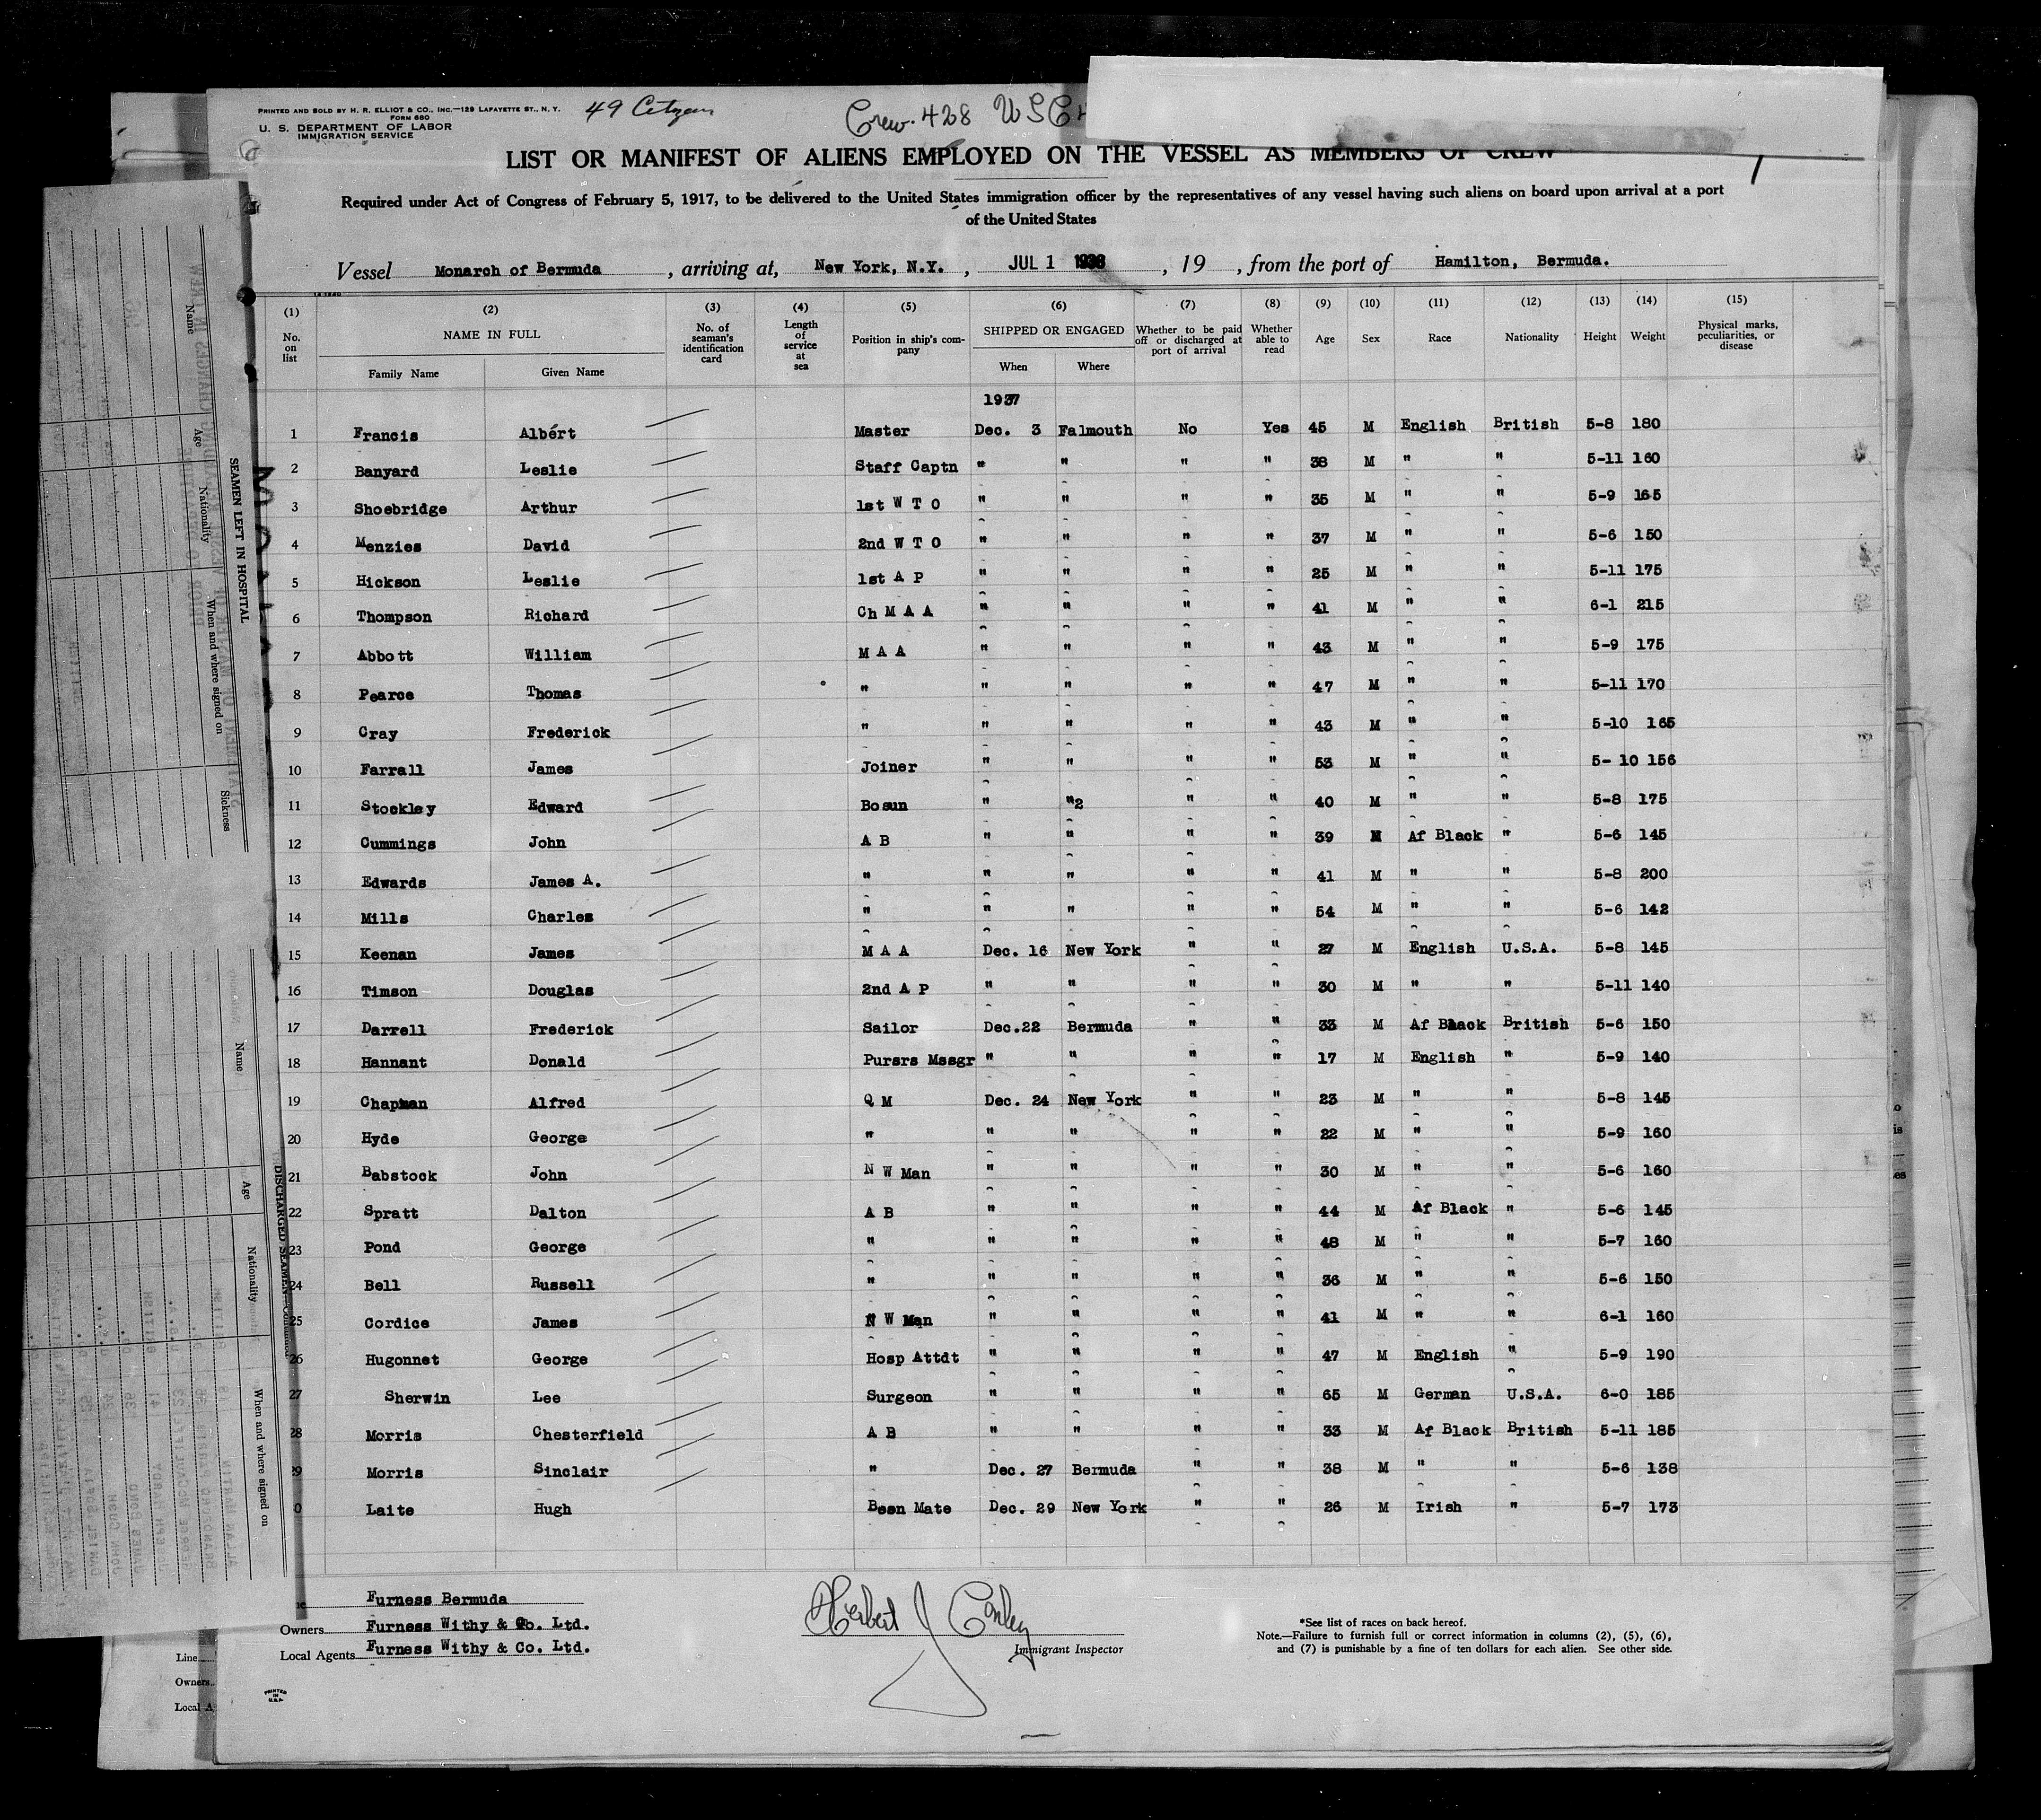 PRINTED AND SOLD BY H. R. ELLIOT & CO., INC.—129 LAFAYETTE ST., N. Y.
FORM 680
U. S. DEPARTMENT OF LABOR
IMMIGRATION SERVICE
49 Citizen
Crew. 428
LIST OR MANIFEST OF ALIENS EMPLOYED ON THE VESSEL AS MEMBERS OF CREW
Required under Act of Congress of February 5, 1917, to be delivered to the United States immigration officer by the representatives of any vessel having such aliens on board upon arrival at a port
of the United States
Vessel Monarch of Bermuda , arriving at, New York, N.Y. , JUL 1 1938 , 19 , from the port of Hamilton, Bermuda.
(1) (2) (3) (4) (5) (6) (7) (8) (9) (10) (11) (12) (13) (14) (15)
No. on list NAME IN FULL Family Name Given Name No. of seaman's identification card Length of service at sea Position in ship's company SHIPPED OR ENGAGED When Where Whether to be paid off or discharged at port of arrival Whether able to read Age Sex Race Nationality Height Weight Physical marks, peculiarities, or disease
1937
1 Francis Albert Master Dec. 3 Falmouth No Yes 45 M English British 5-8 180
2 Banyard Leslie Staff Captn " " " " 38 M " " 5-11 160
3 Shoebridge Arthur 1st W T O " " " " 35 M " " 5-9 165
4 Menzies David 2nd W T O " " " " 37 M " " 5-6 150
5 Hickson Leslie 1st A P " " " " 25 M " " 5-11 175
6 Thompson Richard Ch M A A " " " " 41 M " " 6-1 215
7 Abbott William M A A " " " " 43 M " " 5-9 175
8 Pearce Thomas " " " " " 47 M " " 5-11 170
9 Cray Frederick " " " " " 43 M " " 5-10 165
10 Farrall James Joiner " " " " 53 M " " 5- 10 156
11 Stockley Edward Bosun " "2 " " 40 M " " 5-8 175
12 Cummings John A B " " " " 39 M Af Black " 5-6 145
13 Edwards James A. " " " " " 41 M " " 5-8 200
14 Mills Charles " " " " " 54 M " " 5-6 142
15 Keenan James M A A Dec. 16 New York " " 27 M English U.S.A. 5-8 145
16 Timson Douglas 2nd A P " " " " 30 M " " 5-11 140
17 Darrell Frederick Sailor Dec.22 Bermuda " " 33 M Af Black British 5-6 150
18 Hannant Donald Pursrs Mssgr " " " " 17 M English " 5-9 140
19 Chapman Alfred Q M Dec. 24 New York " " 23 M " " 5-8 145
20 Hyde George " " " " " 22 M " " 5-9 160
21 Babstock John N W Man " " " " 30 M " " 5-6 160
22 Spratt Dalton A B " " " " 44 M Af Black " 5-6 145
23 Pond George " " " " " 48 M " " 5-7 160
24 Bell Russell " " " " " 36 M " " 5-6 150
25 Cordice James N W Man " " " " 41 M " " 6-1 160
26 Hugonnet George Hosp Attdt " " " " 47 M English " 5-9 190
27 Sherwin Lee Surgeon " " " " 65 M German U.S.A. 6-0 185
28 Morris Chesterfield A B " " " " 33 M Af Black British 5-11 185
29 Morris Sinclair " Dec. 27 Bermuda " " 38 M " " 5-6 138
0 Laite Hugh Bosn Mate Dec. 29 New York " " 26 M Irish " 5-7 173
Furness Bermuda
Owners Furness Withy & Co. Ltd.
Local Agents Furness Withy & Co. Ltd.
Herbert J Conley
Immigrant Inspector
*See list of races on back hereof.
Note.—Failure to furnish full or correct information in columns (2), (5), (6),
and (7) is punishable by a fine of ten dollars for each alien. See other side.
PRINTED IN U.S.A.
Line
Owners
Local A
SEAMEN LEFT IN HOSPITAL
Name Age Nationality When and where signed on Sickness
DISCHARGED SEAMEN
Name Age Nationality When and where signed on